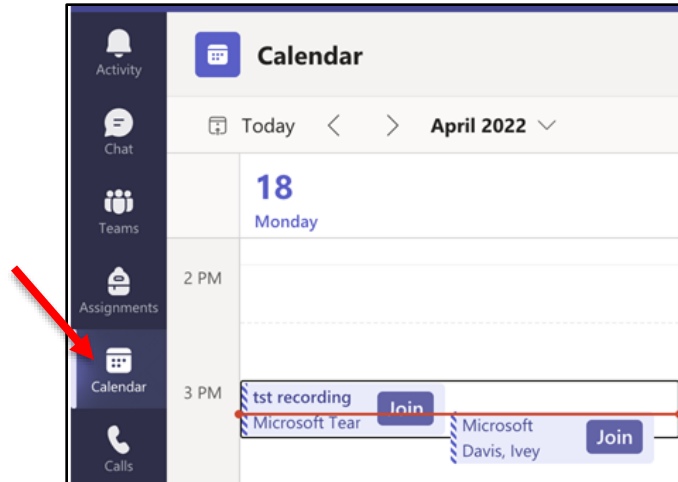 Activity
Chat
Teams
Assignments
Calendar
Calls
Calendar
Today
April 2022
18
Monday
2 PM
3 PM
tst recording
Microsoft Tear
Join
Microsoft
Davis, Ivey
Join